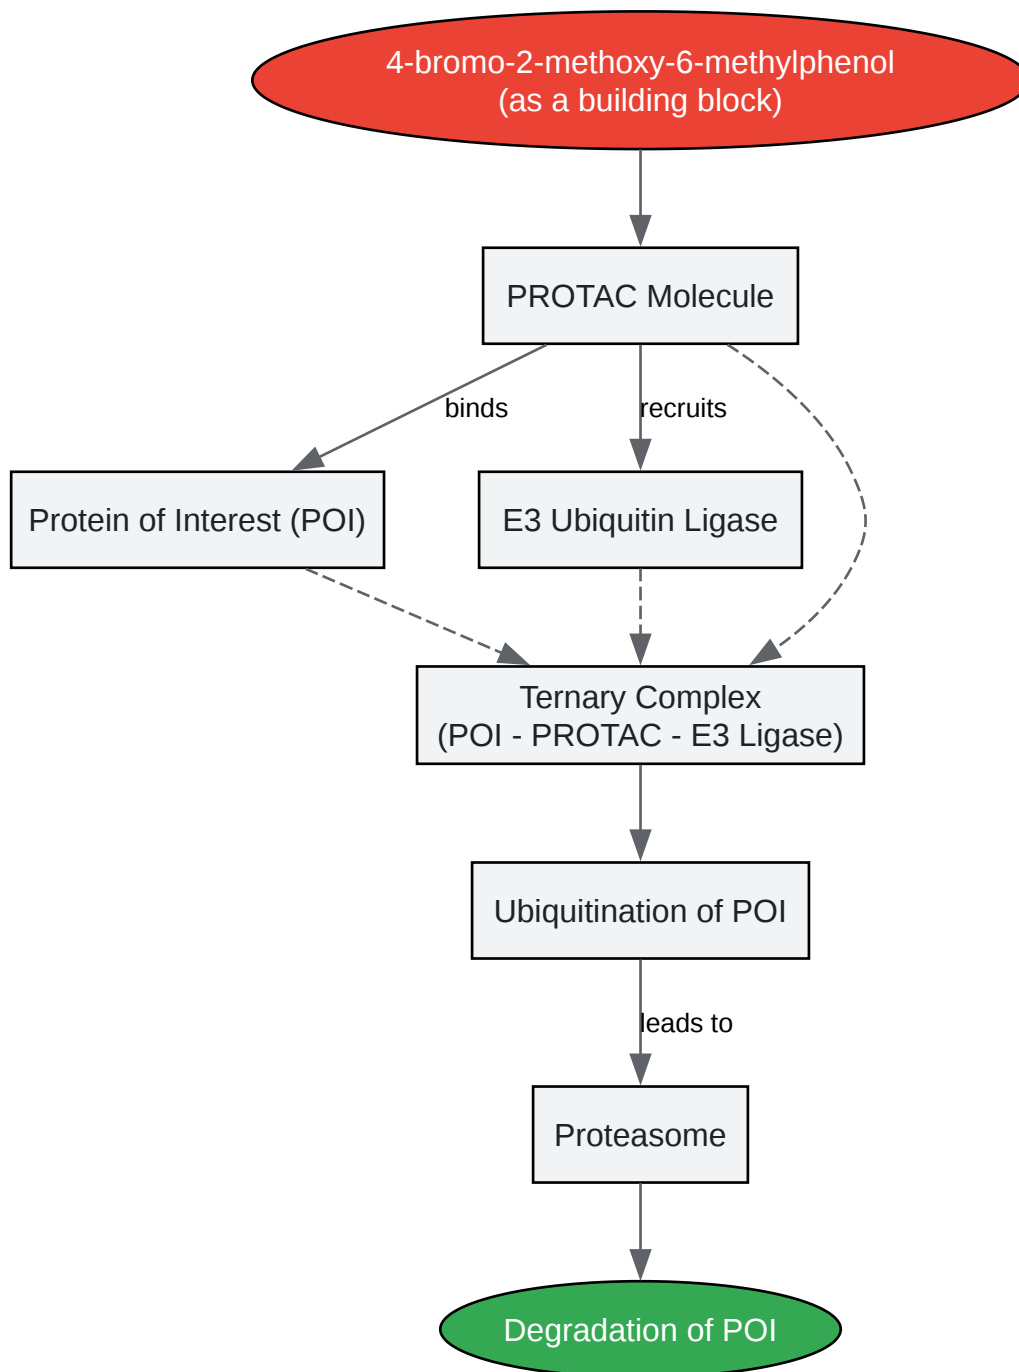 4-bromo-2-methoxy-6-methylphenol
(as a building block)
PROTAC Molecule
binds
recruits
Protein of Interest (POI)
E3 Ubiquitin Ligase
Ternary Complex
(POI - PROTAC - E3 Ligase)
Ubiquitination of POI
leads to
Proteasome
Degradation of POI